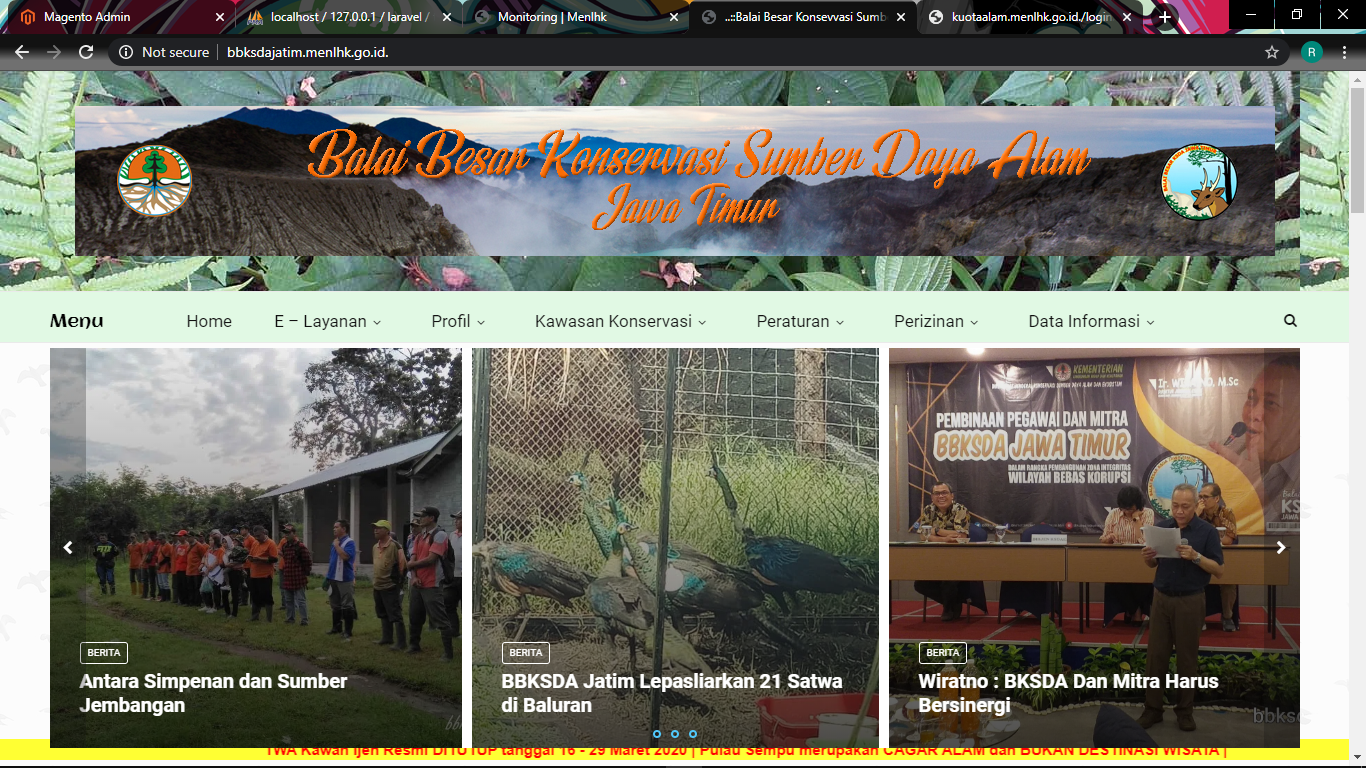 Magento Admin
localhost / 127.0.0.1 / laravel /
Monitoring | Menlhk
..::Balai Besar Konsevvasi Sumb
kuotaalam.menlhk.go.id./login
Not secure
bbksdajatim.menlhk.go.id.
R
Balai Besar Konservasi Sumber Daya Alam
Jawa Timur
Menu
Home
E – Layanan
Profil
Kawasan Konservasi
Peraturan
Perizinan
Data Informasi
KEMENTERIAN
Ir. WIRATNO, M.Sc
PEMBINAAN PEGAWAI DAN MITRA
BBKSDA JAWA TIMUR
DALAM RANGKA PEMBANGUNAN ZONA INTEGRITAS
WILAYAH BEBAS KORUPSI
BERITA
Antara Simpenan dan Sumber
Jembangan
BERITA
BBKSDA Jatim Lepasliarkan 21 Satwa
di Baluran
BERITA
Wiratno : BKSDA Dan Mitra Harus
Bersinergi
TWA Kawah Ijen Resmi DITUTUP tanggal 16 - 29 Maret 2020 | Pulau Sempu merupakan CAGAR ALAM dan BUKAN DESTINASI WISATA |